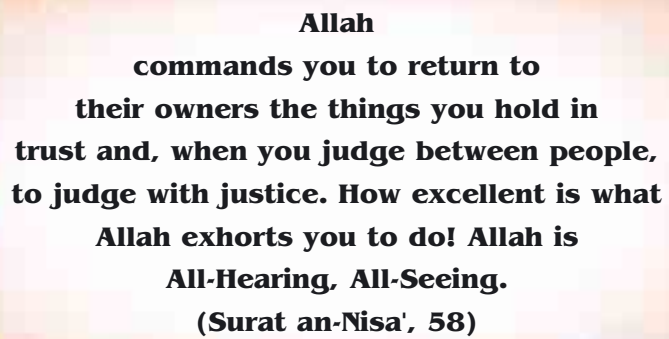 Allah
commands you to return to
their owners the things you hold in
trust and, when you judge between people,
to judge with justice. How excellent is what
Allah exhorts you to do! Allah is
All-Hearing, All-Seeing.
(Surat an-Nisa', 58)